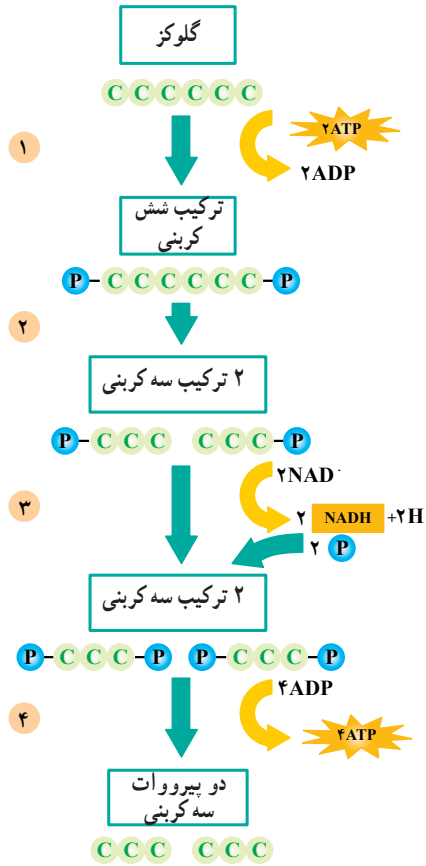 گلوکز
C C C C C C
۱
۲ATP
۲ADP
ترکیب شش
کربنی
P-C C C C C C-P
۲
۲ ترکیب سه کربنی
P-C C C C C C-P
۲NAD
۳
۲ NADH +۲H
۲ P
۲ ترکیب سه کربنی
P-C C C-P P-C C C-P
۴ADP
۴
۴ATP
دو پیرووات
سه کربنی
C C C C C C